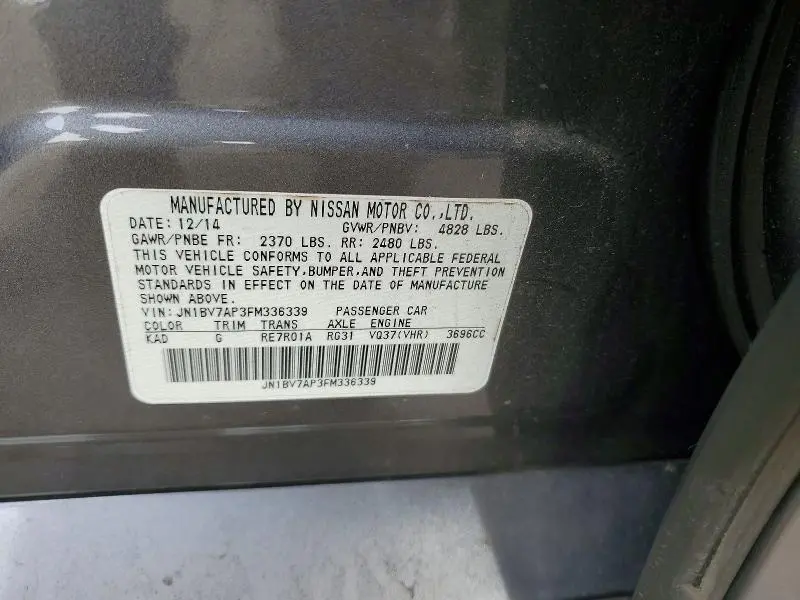 MANUFACTURED BY NISSAN MOTOR CO.,LTD.
DATE: 12/14 GVWR/PNBV: 4828 LBS.
GAWR/PNBE FR: 2370 LBS. RR: 2480 LBS.
THIS VEHICLE CONFORMS TO ALL APPLICABLE FEDERAL
MOTOR VEHICLE SAFETY,BUMPER,AND THEFT PREVENTION
STANDARDS IN EFFECT ON THE DATE OF MANUFACTURE
SHOWN ABOVE.
VIN: JN1BV7AP3FM336339 PASSENGER CAR
COLOR TRIM TRANS AXLE ENGINE
KAD G RE7R01A RG31 VQ37(VHR) 3696CC
JN1BV7AP3FM336339